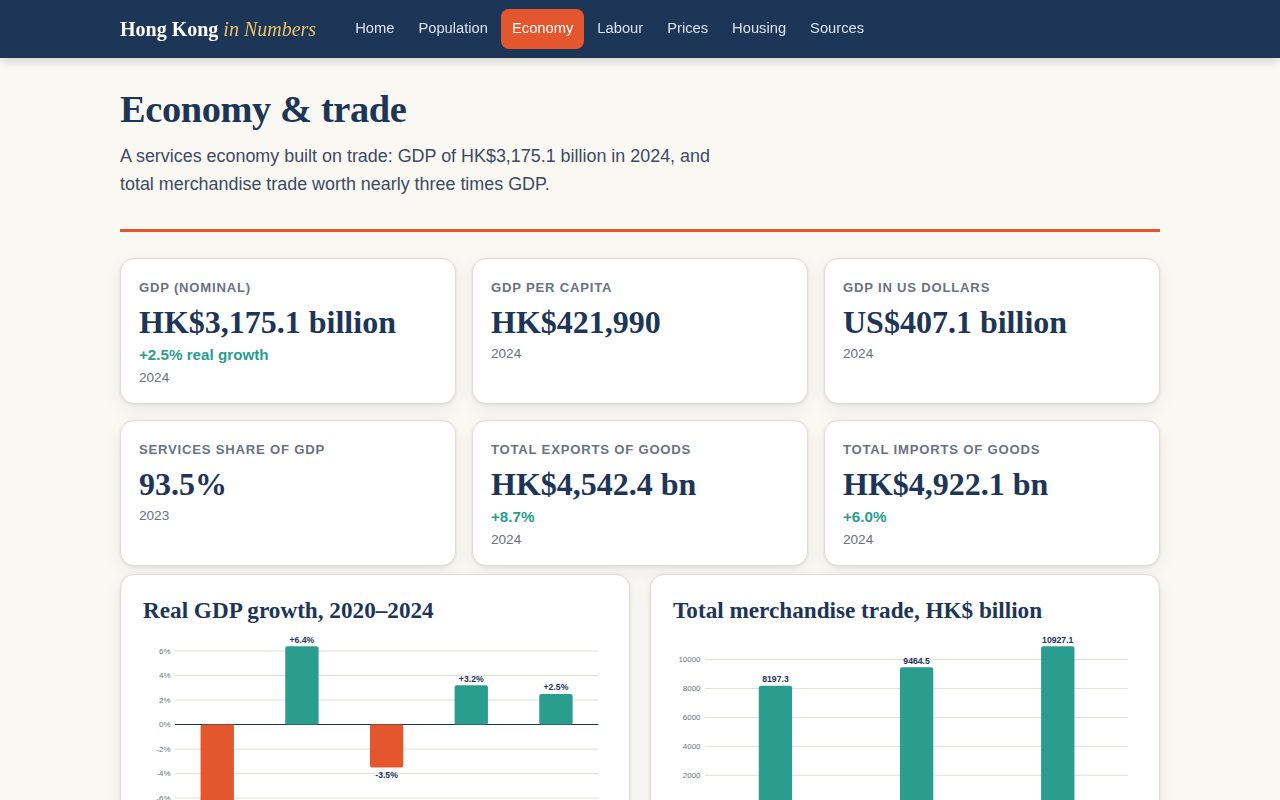 Hong Kong in Numbers Home Population Economy Labour Prices Housing Sources
Economy & trade
A services economy built on trade: GDP of HK$3,175.1 billion in 2024, and
total merchandise trade worth nearly three times GDP.
GDP (NOMINAL)
HK$3,175.1 billion
+2.5% real growth
2024
GDP PER CAPITA
HK$421,990
2024
GDP IN US DOLLARS
US$407.1 billion
2024
SERVICES SHARE OF GDP
93.5%
2023
TOTAL EXPORTS OF GOODS
HK$4,542.4 bn
+8.7%
2024
TOTAL IMPORTS OF GOODS
HK$4,922.1 bn
+6.0%
2024
Real GDP growth, 2020–2024
+6.4%
6%
4%
+3.2%
+2.5%
2%
0%
-2%
-3.5%
-4%
-6%
Total merchandise trade, HK$ billion
10927.1
10000
9464.5
8197.3
8000
6000
4000
2000